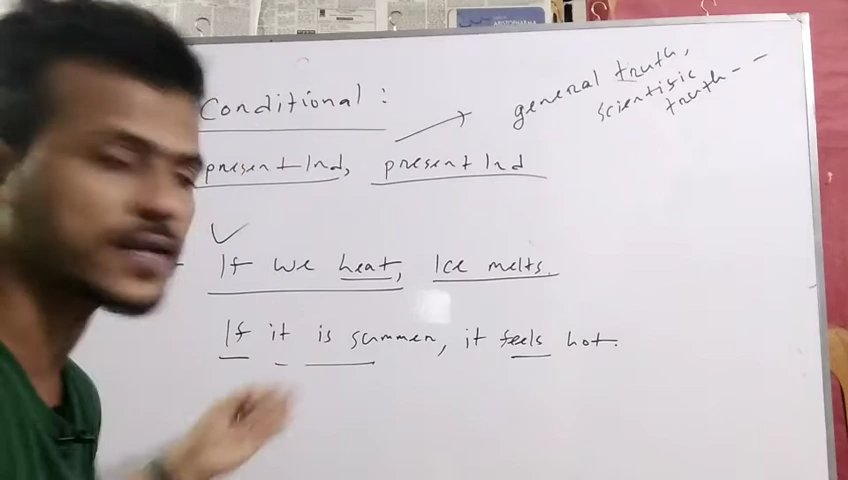 Conditional :
general truth,
scientisic
truth - -
present Ind, present Ind
If we heat, Ice melts.
If it is summer, it feels hot.